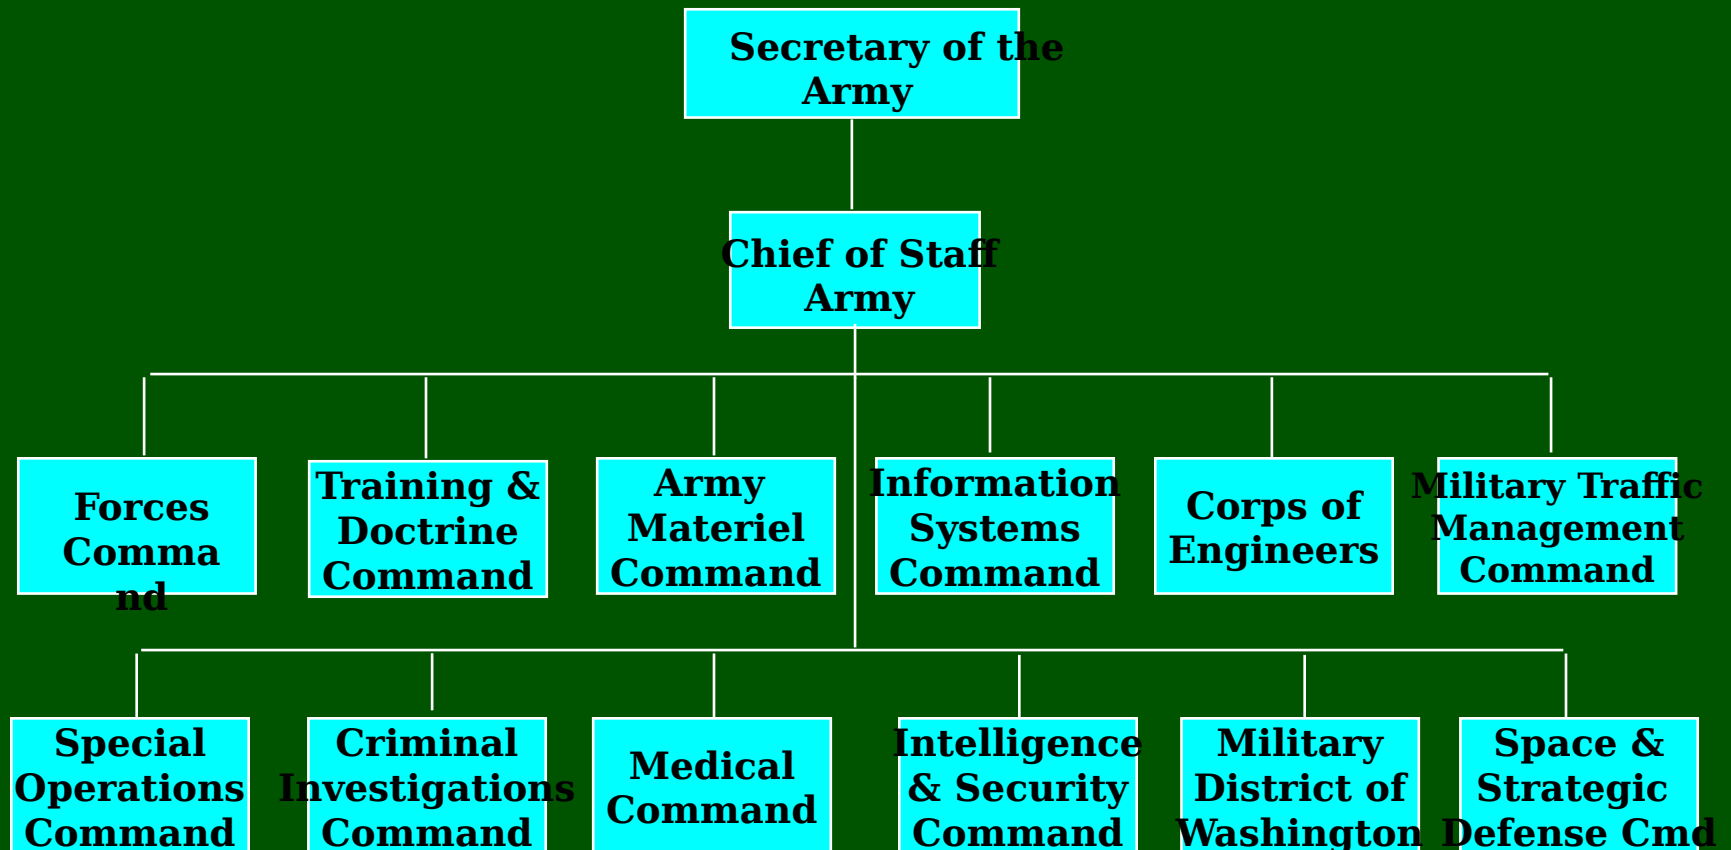 Secretary of the
Army
Chief of Staff
Army
Forces
Comma
nd
Training &
Doctrine
Command
Army
Materiel
Command
Information
Systems
Command
Corps of
Engineers
Military Traffic
Management
Command
Special
Operations
Command
Criminal
Investigations
Command
Medical
Command
Intelligence
& Security
Command
Military
District of
Washington
Space &
Strategic
Defense Cmd